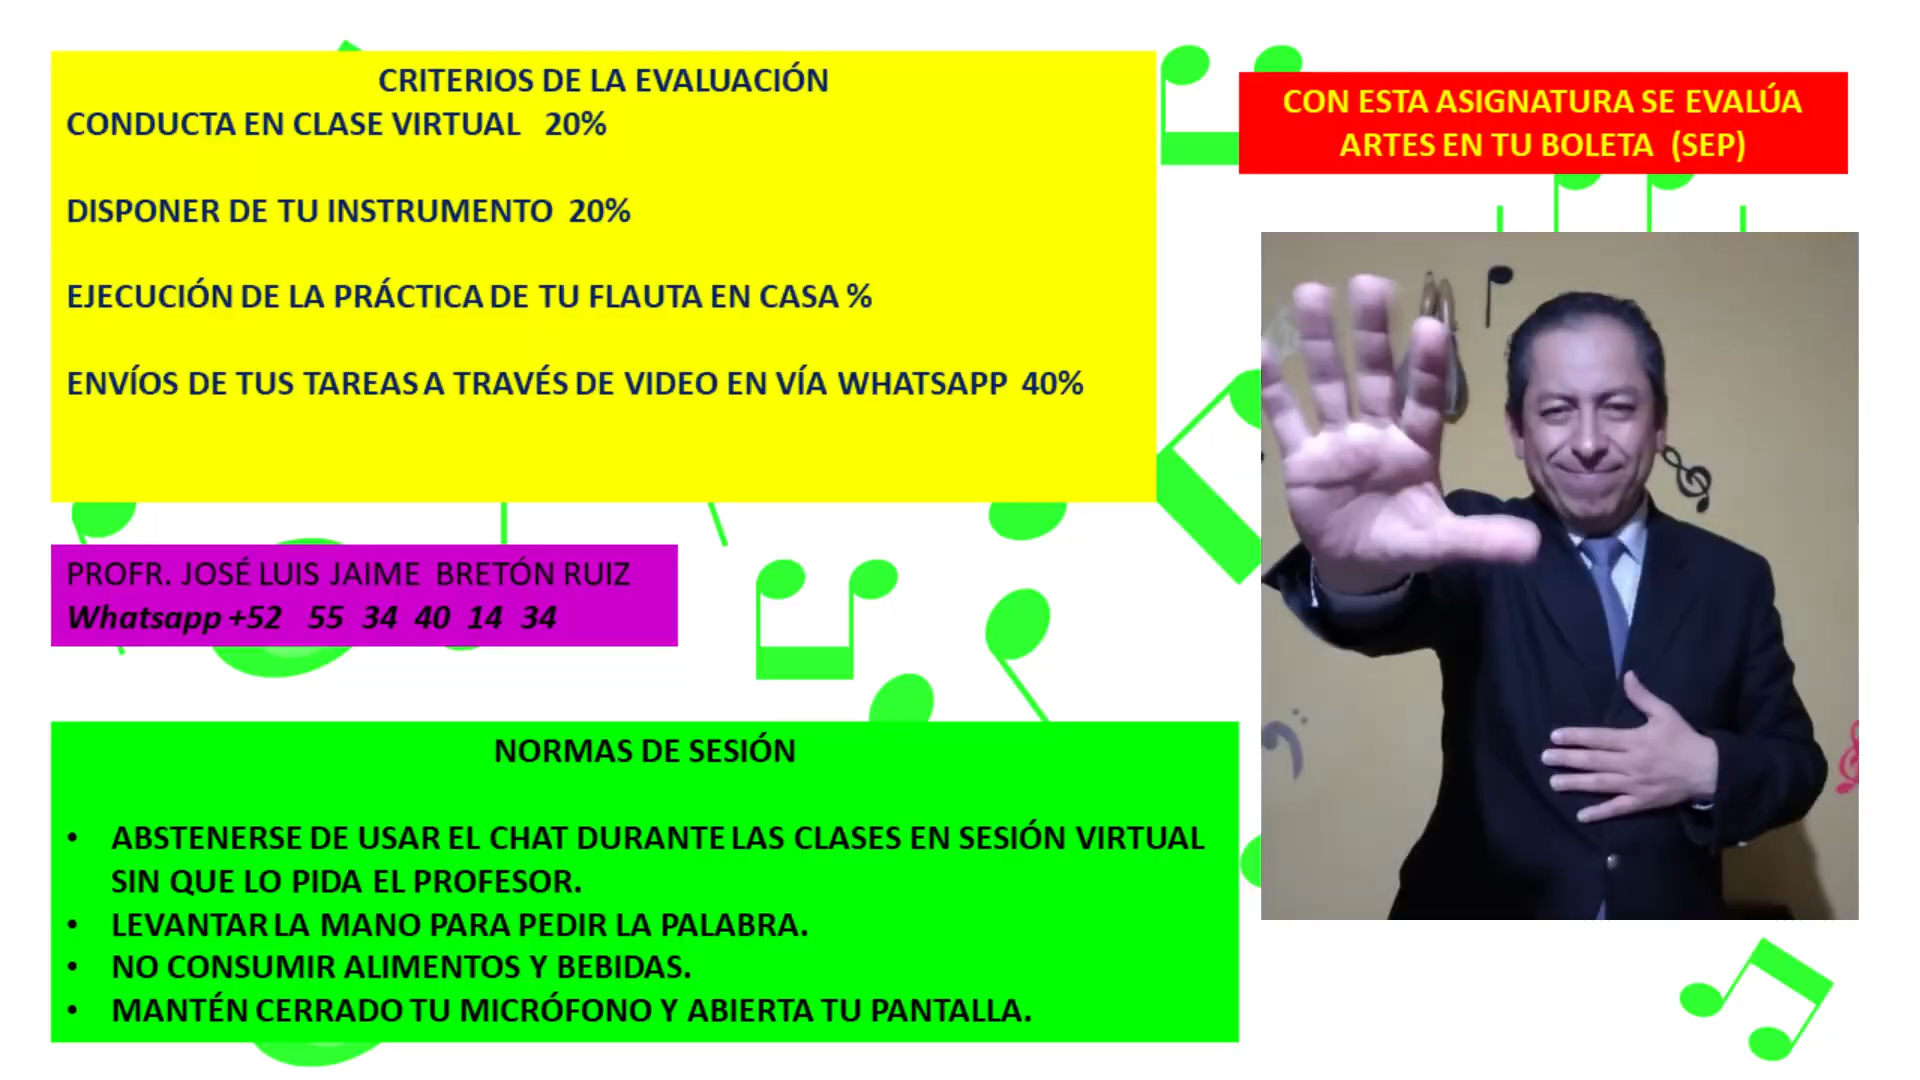 CRITERIOS DE LA EVALUACIÓN
CONDUCTA EN CLASE VIRTUAL 20%
DISPONER DE TU INSTRUMENTO 20%
EJECUCIÓN DE LA PRÁCTICA DE TU FLAUTA EN CASA %
ENVÍOS DE TUS TAREAS A TRAVÉS DE VIDEO EN VÍA WHATSAPP 40%
CON ESTA ASIGNATURA SE EVALÚA
ARTES EN TU BOLETA (SEP)
PROFR. JOSÉ LUIS JAIME BRETÓN RUIZ
Whatsapp +52 55 34 40 14 34
NORMAS DE SESIÓN
• ABSTENERSE DE USAR EL CHAT DURANTE LAS CLASES EN SESIÓN VIRTUAL
SIN QUE LO PIDA EL PROFESOR.
• LEVANTAR LA MANO PARA PEDIR LA PALABRA.
• NO CONSUMIR ALIMENTOS Y BEBIDAS.
• MANTÉN CERRADO TU MICRÓFONO Y ABIERTA TU PANTALLA.